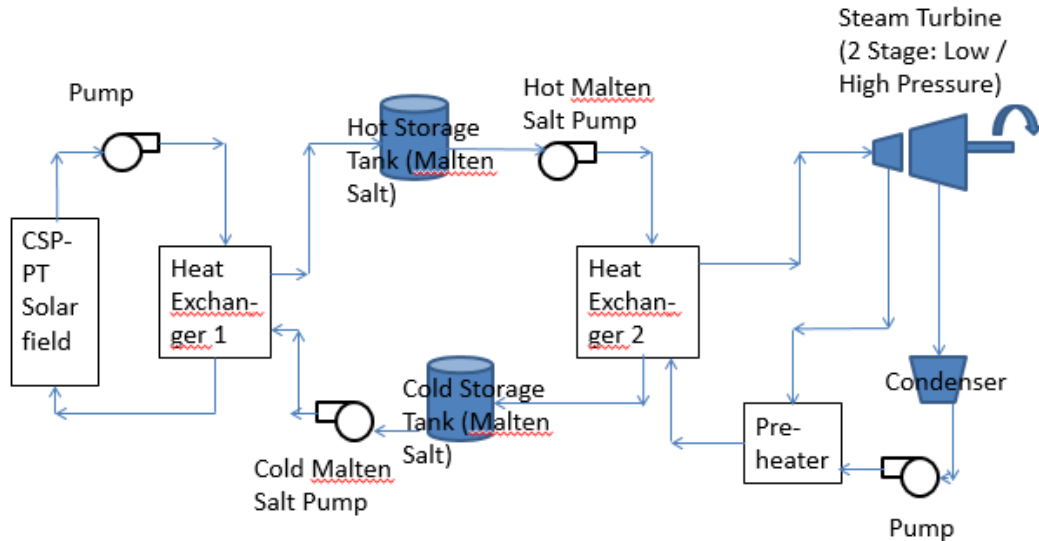 Steam Turbine
(2 Stage: Low /
High Pressure)
Pump
Hot Malten
Salt Pump
Hot Storage
Tank (Malten
Salt)
CSP-
PT
Solar
field
Heat
Exchan-
ger 1
Heat
Exchan-
ger 2
Cold Storage
Tank (Malten
Salt)
Condenser
Pre-
heater
Cold Malten
Salt Pump
Pump